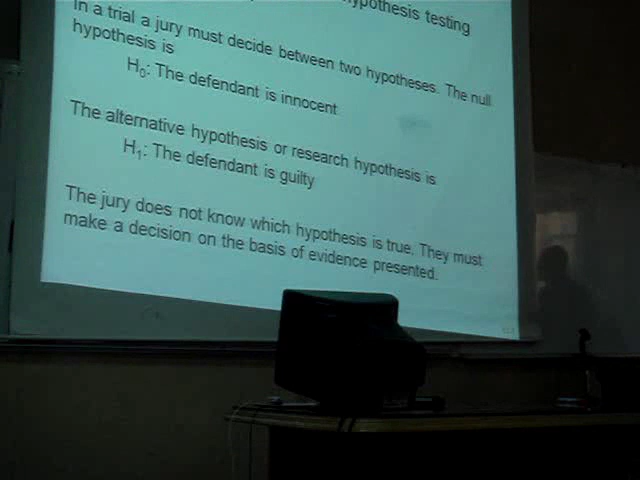 hypothesis testing
In a trial a jury must decide between two hypotheses. The null
hypothesis is
H0: The defendant is innocent
The alternative hypothesis or research hypothesis is
H1: The defendant is guilty
The jury does not know which hypothesis is true. They must
make a decision on the basis of evidence presented.